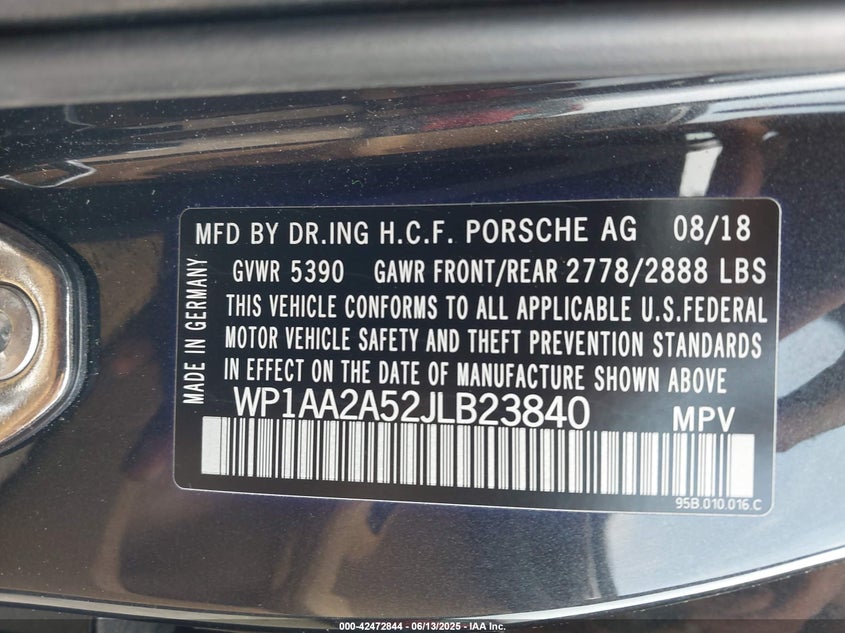 MFD BY DR.ING H.C.F. PORSCHE AG 08/18
GVWR 5390 GAWR FRONT/REAR 2778/2888 LBS
THIS VEHICLE CONFORMS TO ALL APPLICABLE U.S.FEDERAL
MOTOR VEHICLE SAFETY AND THEFT PREVENTION STANDARDS
IN EFFECT ON THE DATE OF MANUFACTURE SHOWN ABOVE
MADE IN GERMANY
WP1AA2A52JLB23840 MPV
95B.010.016.C
000-42472844 / 06/13/2025 - IAA Inc.